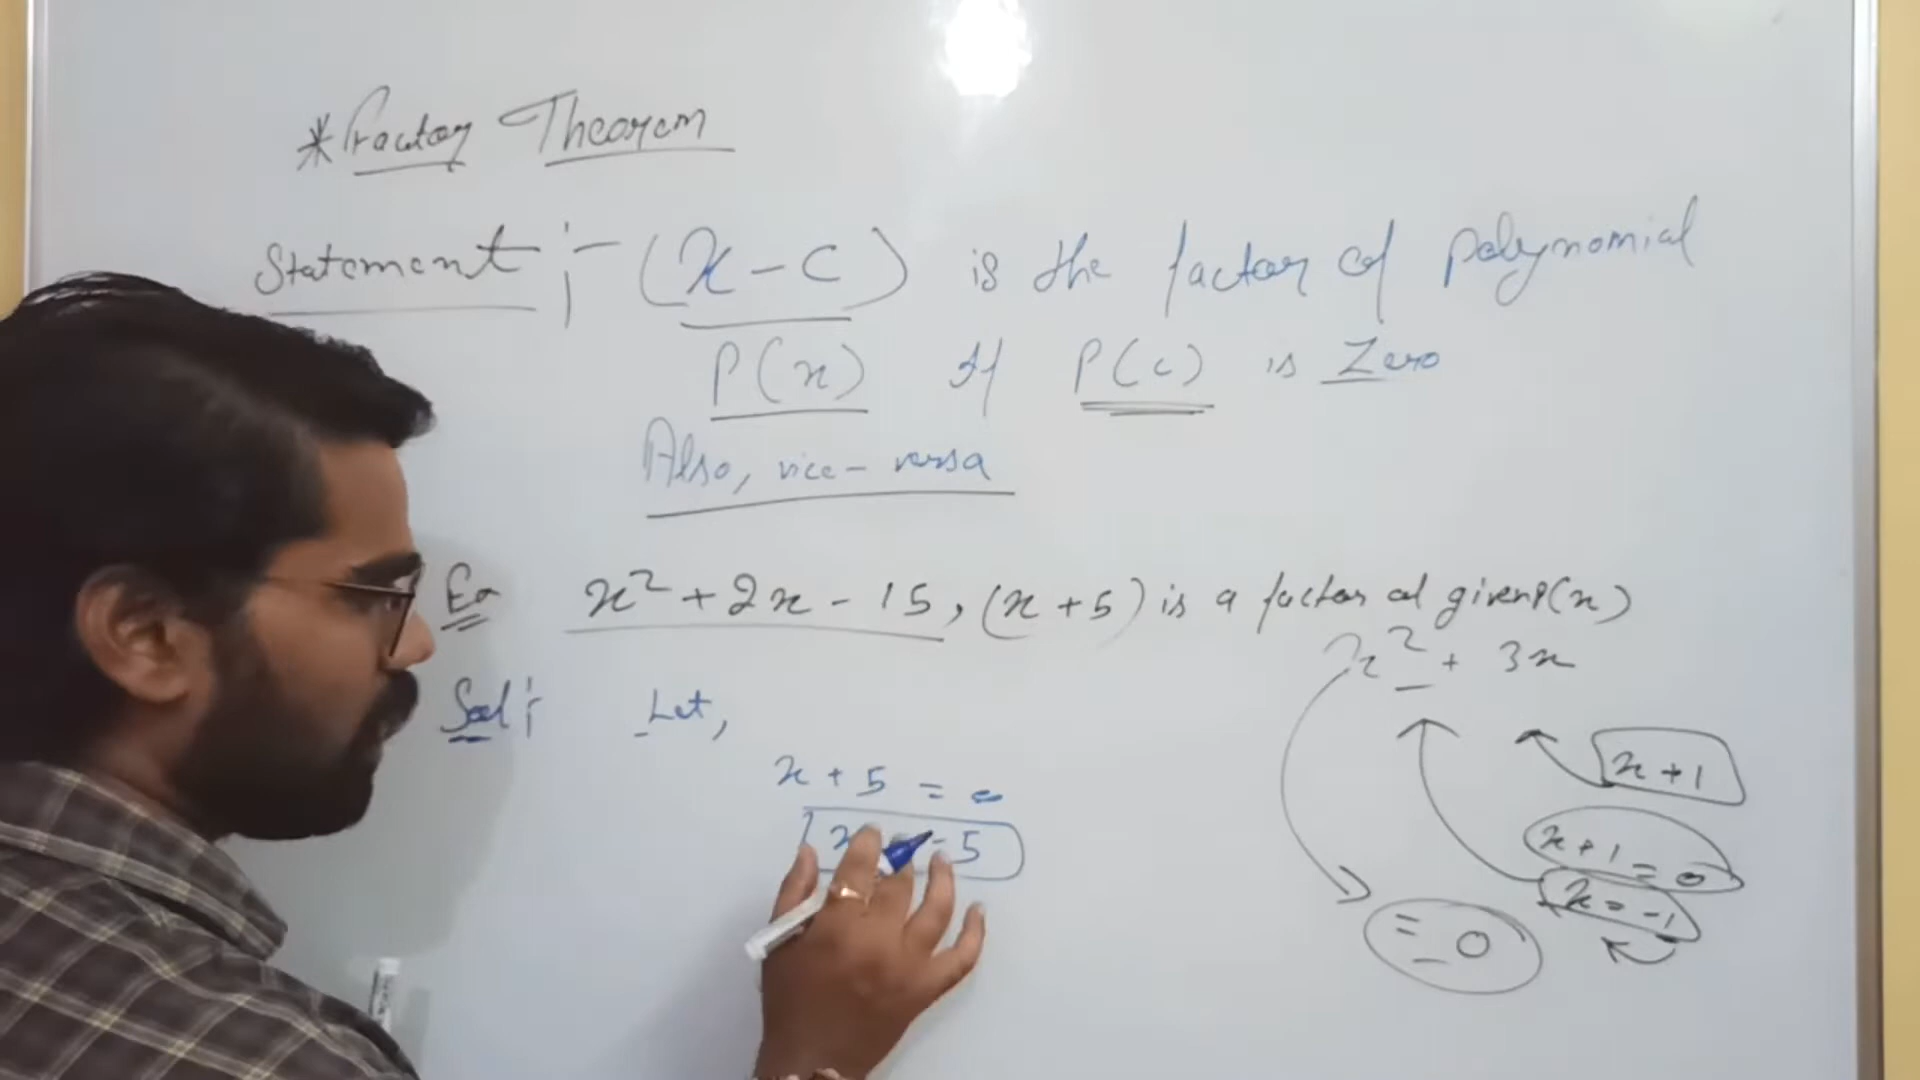 * Factor Theorem
Statement :- (x - c) is the factor of polynomial
P(x) if P(c) is Zero
Also, vice-versa
Ex x² + 2x - 15, (x + 5) is a factor of given P(x)
x² + 3x
Sol:- Let,
x + 5 = 0
x = -5
x + 1
x + 1 = 0
x = -1
= 0